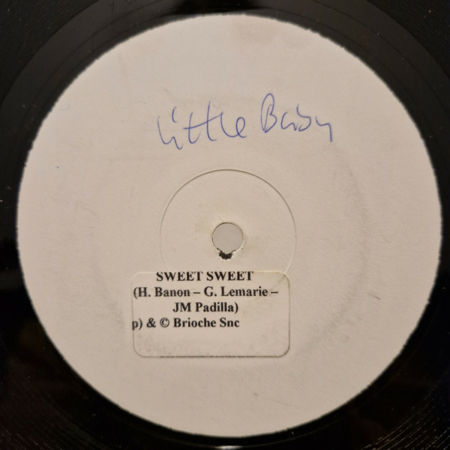 Little Baby
SWEET SWEET
(H. Banon – G. Lemarie –
JM Padilla)
p) & © Brioche Snc